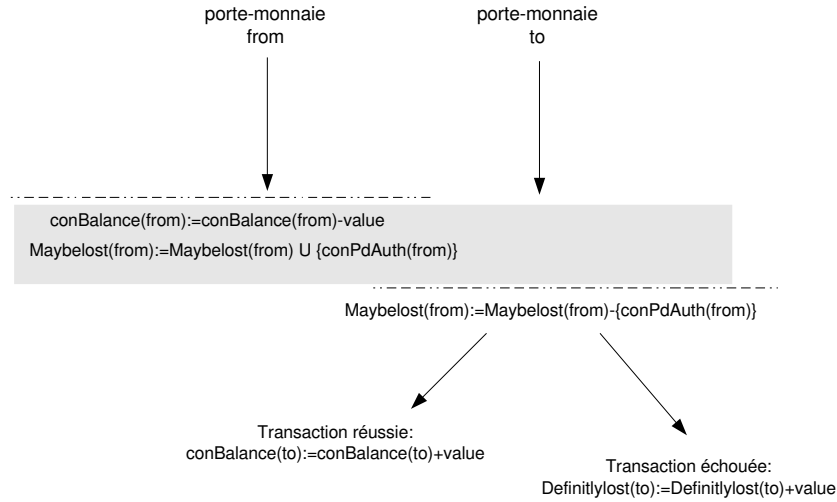 porte-monnaie
from
porte-monnaie
to
conBalance(from):=conBalance(from)-value
Maybelost(from):=Maybelost(from) U {conPdAuth(from)}
Maybelost(from):=Maybelost(from)-{conPdAuth(from)}
Transaction réussie:
conBalance(to):=conBalance(to)+value
Transaction échouée:
Definitlylost(to):=Definitlylost(to)+value